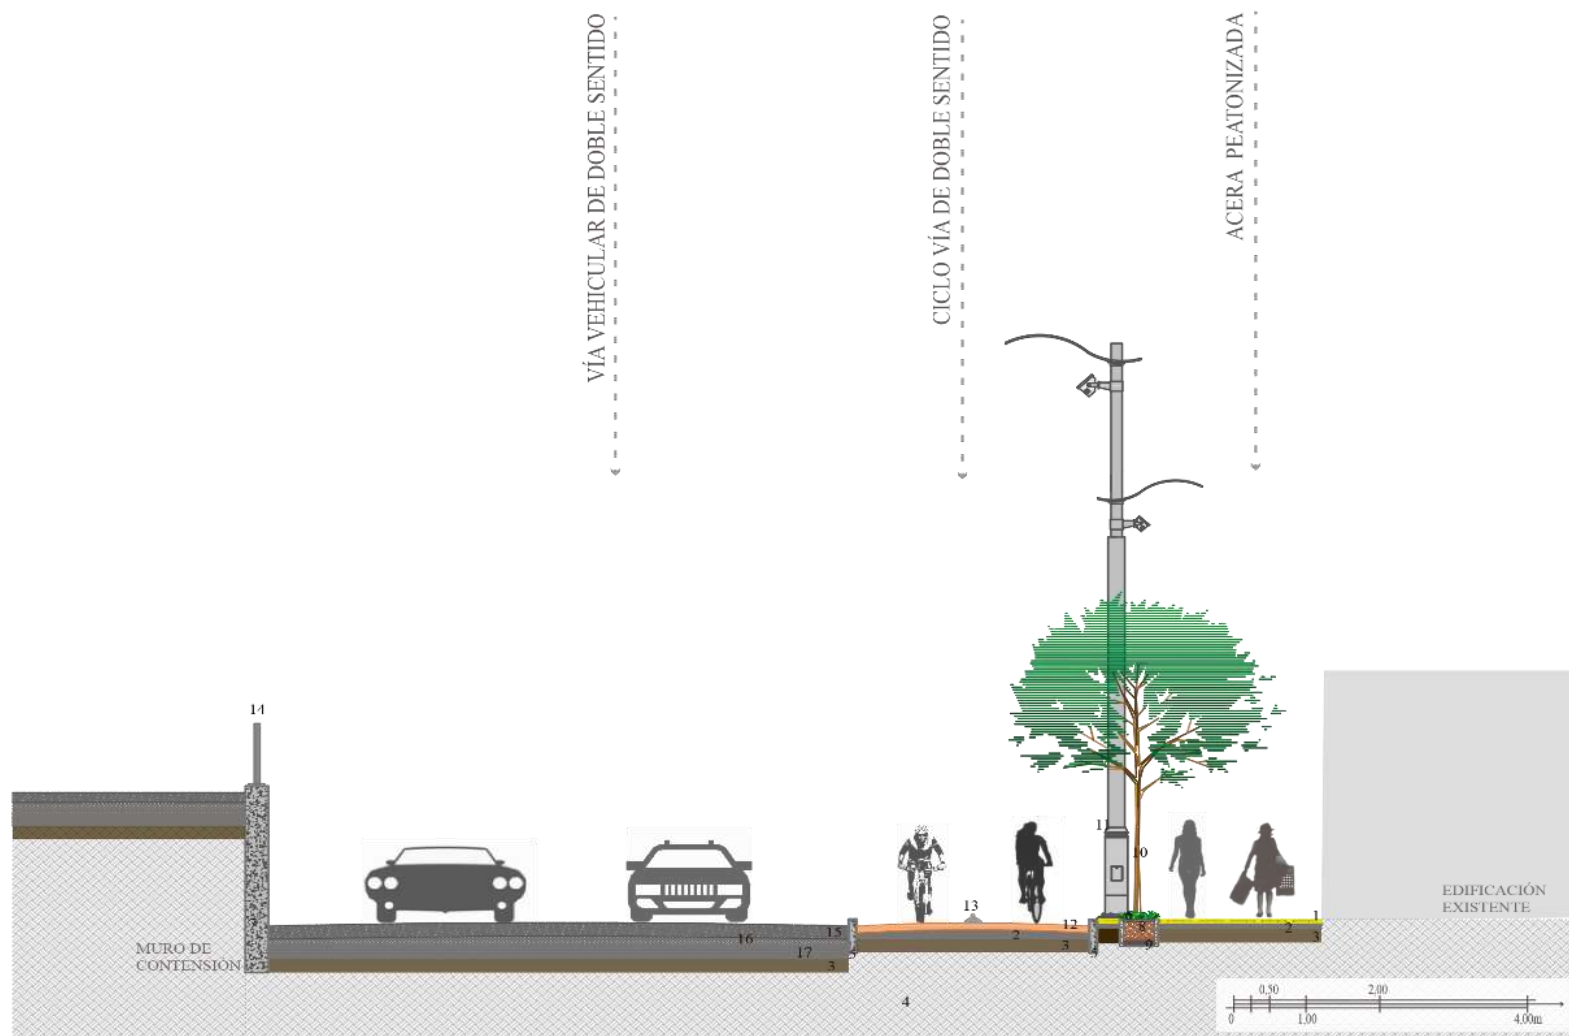 VÍA VEHICULAR DE DOBLE SENTIDO
CICLO VÍA DE DOBLE SENTIDO
ACERA PEATONIZADA
14
11
10
13
12
15
16
17
3
2
3
5
8
9
1
2
3
4
MURO DE
CONTENSIÓN
EDIFICACIÓN
EXISTENTE
0,50
2,00
0
1,00
4,00m